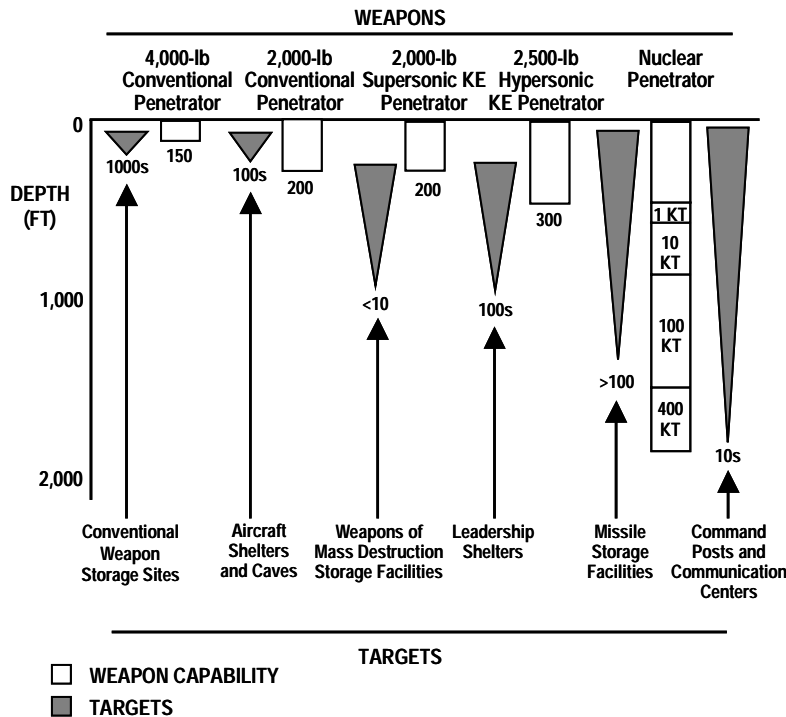 WEAPONS
4,000-lb
Conventional
Penetrator
2,000-lb
Conventional
Penetrator
2,000-lb
Supersonic KE
Penetrator
2,500-lb
Hypersonic
KE Penetrator
Nuclear
Penetrator
0
DEPTH
(FT)
1,000
2,000
1000s
150
100s
200
<10
200
100s
300
>100
1 KT
10
KT
100
KT
400
KT
10s
Conventional
Weapon
Storage Sites
Aircraft
Shelters
and Caves
Weapons of
Mass Destruction
Storage Facilities
Leadership
Shelters
Missile
Storage
Facilities
Command
Posts and
Communication
Centers
TARGETS
WEAPON CAPABILITY
TARGETS